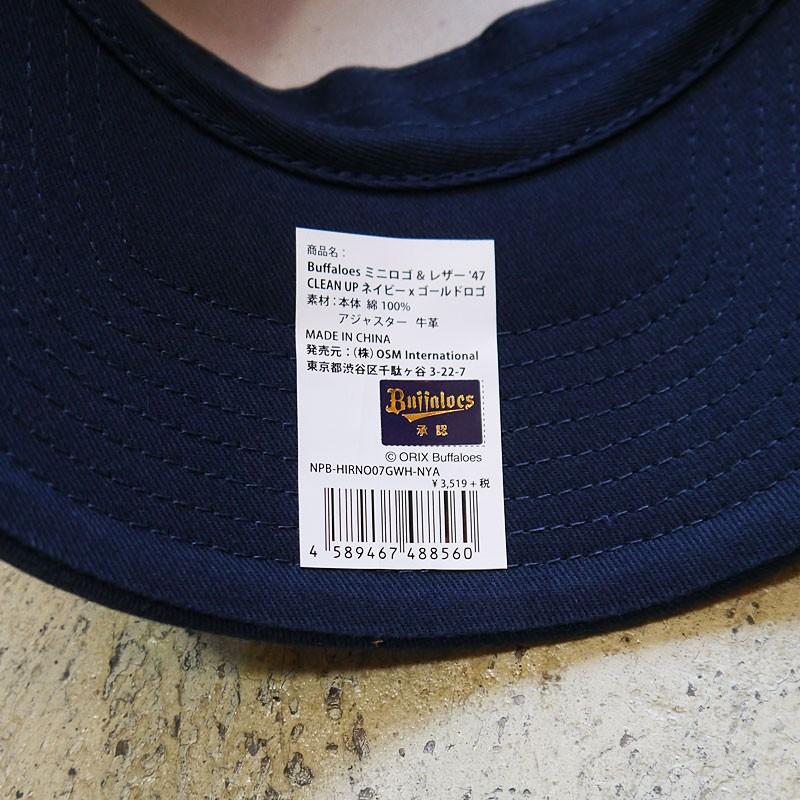 商品名：
Buffaloes ミニロゴ & レザー '47
CLEAN UP ネイビー x ゴールドロゴ
素材：本体 綿 100%
アジャスター 牛革
MADE IN CHINA
発売元：（株）OSM International
東京都渋谷区千駄ヶ谷 3-22-7
Buffaloes
承認
© ORIX Buffaloes
NPB-HIRNO07GWH-NYA
¥ 3,519 + 税
4 589467 488560